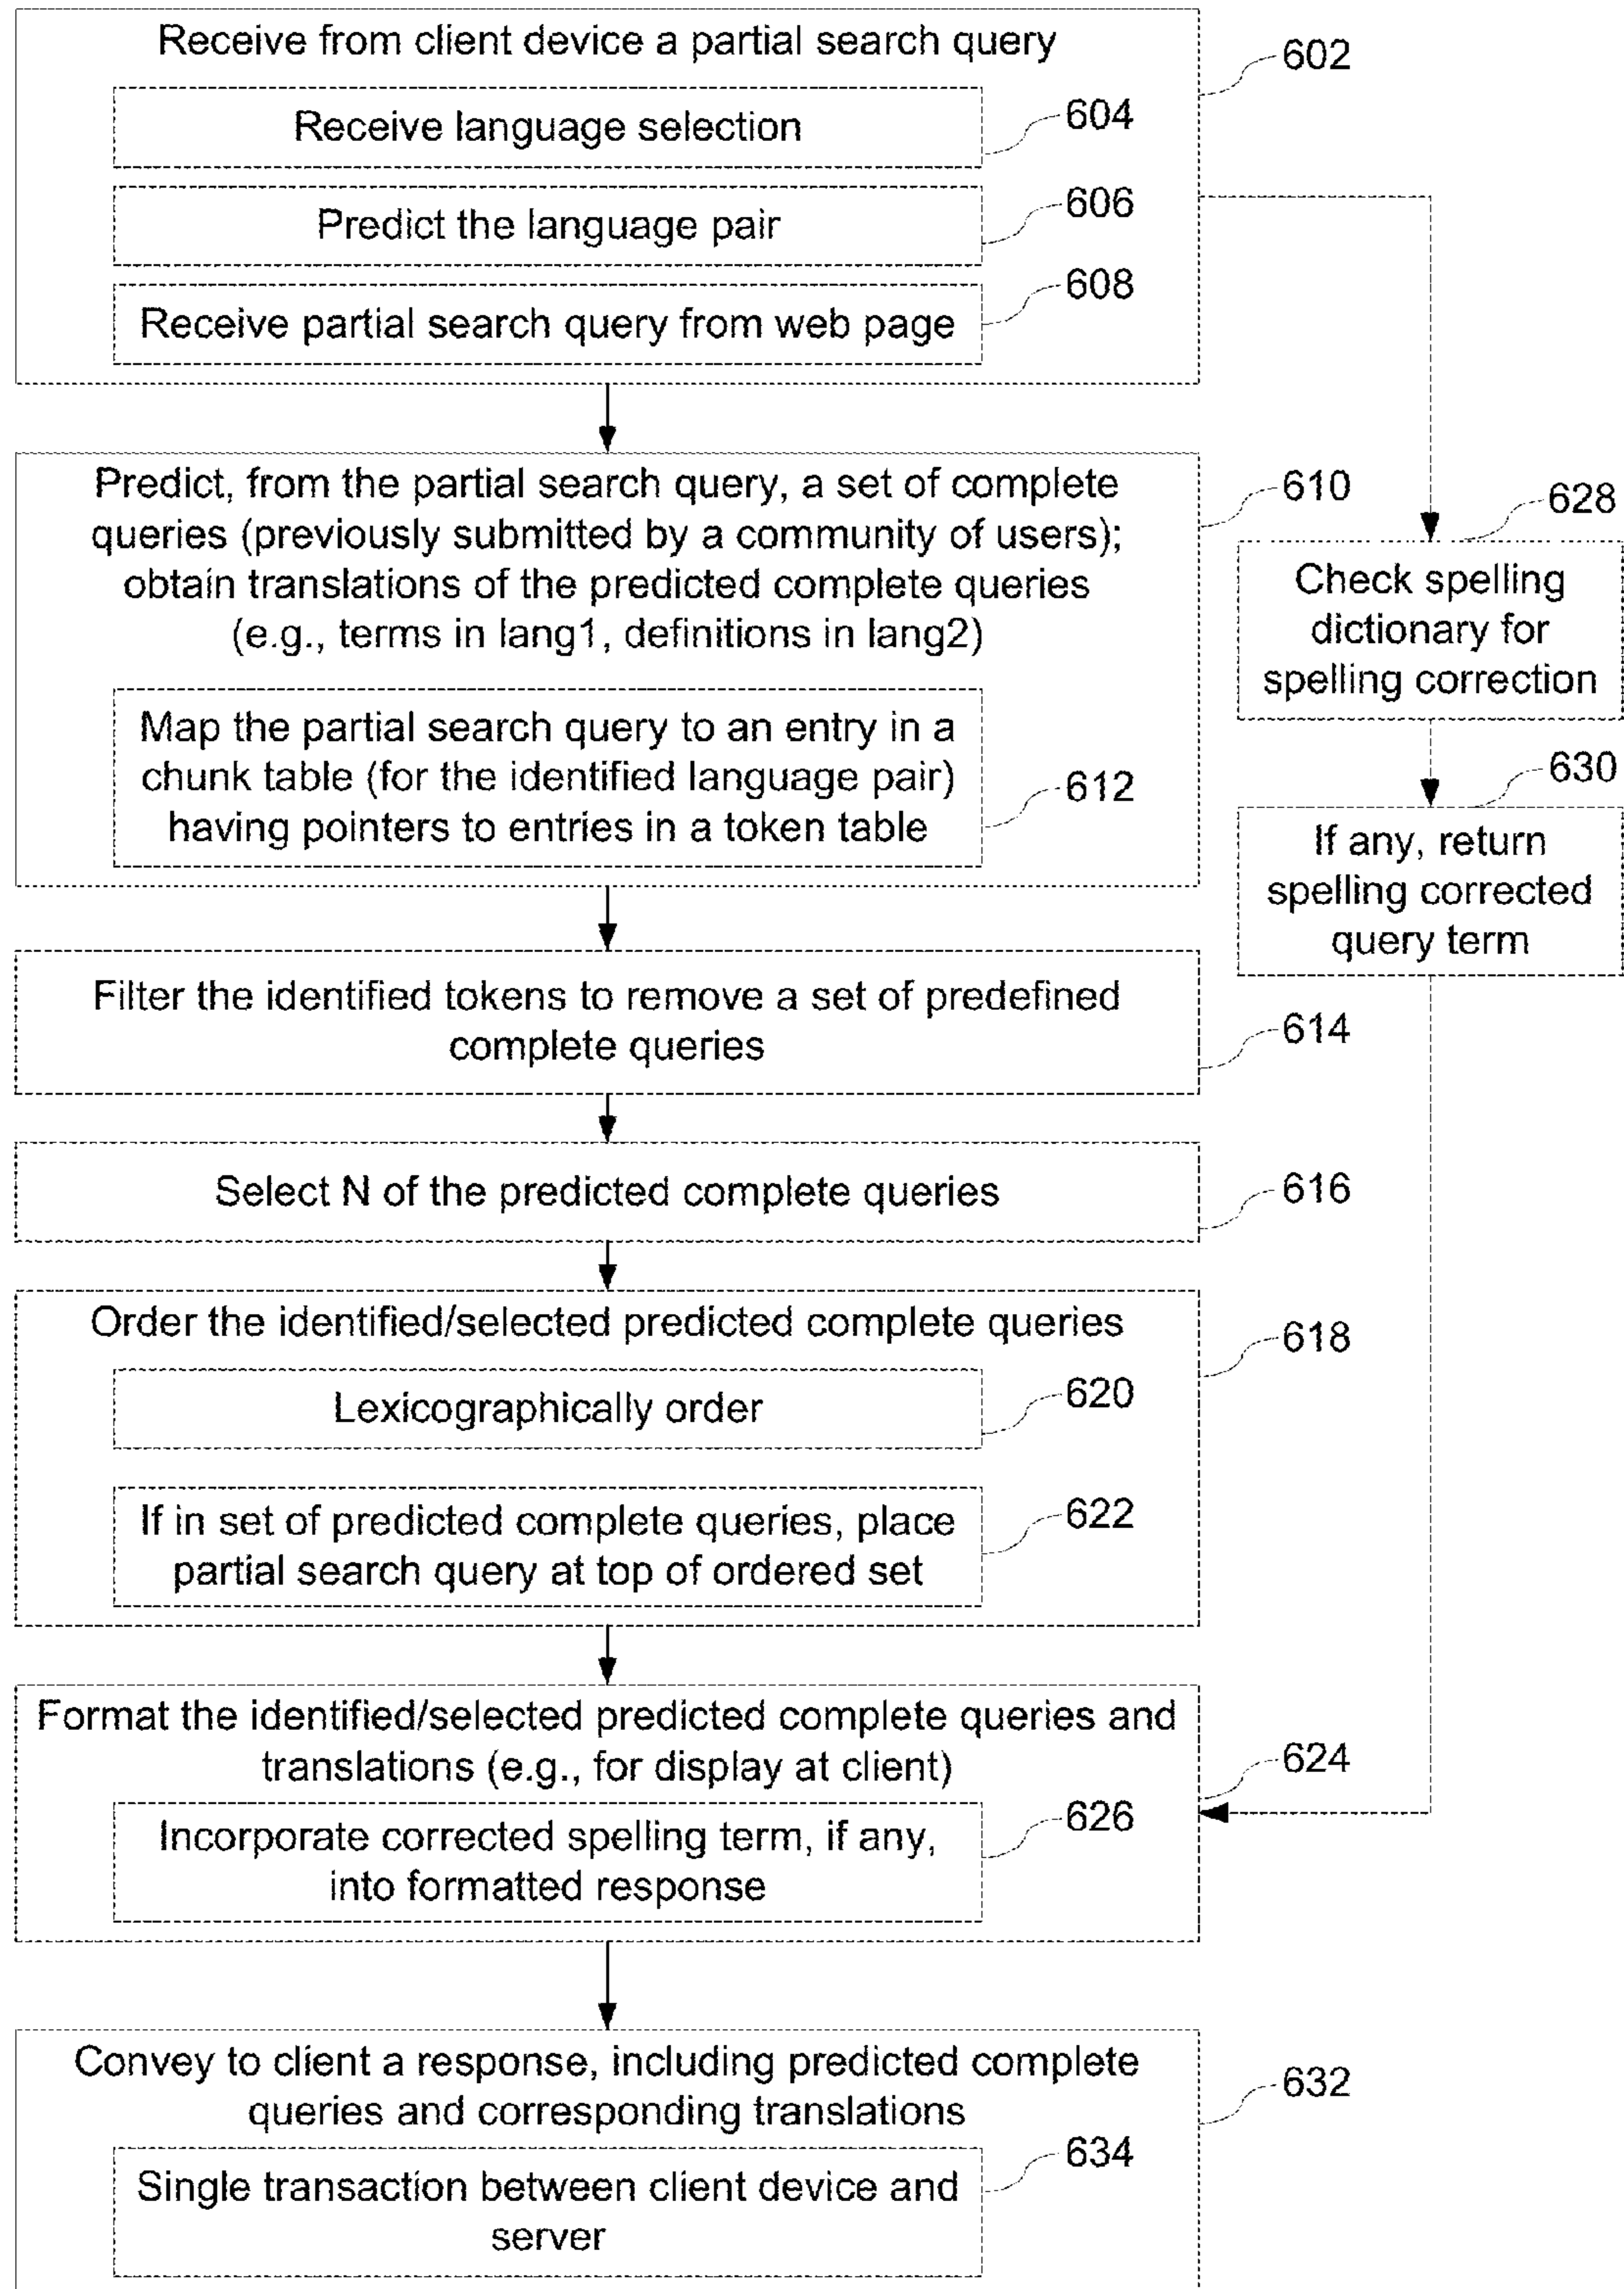 Receive from client device a partial search query
602
Receive language selection
604
Predict the language pair
606
Receive partial search query from web page
608
Predict, from the partial search query, a set of complete
queries (previously submitted by a community of users);
obtain translations of the predicted complete queries
(e.g., terms in lang1, definitions in lang2)
610
Map the partial search query to an entry in a
chunk table (for the identified language pair)
having pointers to entries in a token table
612
628
Check spelling
dictionary for
spelling correction
630
If any, return
spelling corrected
query term
Filter the identified tokens to remove a set of predefined
complete queries
614
Select N of the predicted complete queries
616
Order the identified/selected predicted complete queries
618
Lexicographically order
620
If in set of predicted complete queries, place
partial search query at top of ordered set
622
Format the identified/selected predicted complete queries and
translations (e.g., for display at client)
624
Incorporate corrected spelling term, if any,
into formatted response
626
Convey to client a response, including predicted complete
queries and corresponding translations
632
Single transaction between client device and
server
634